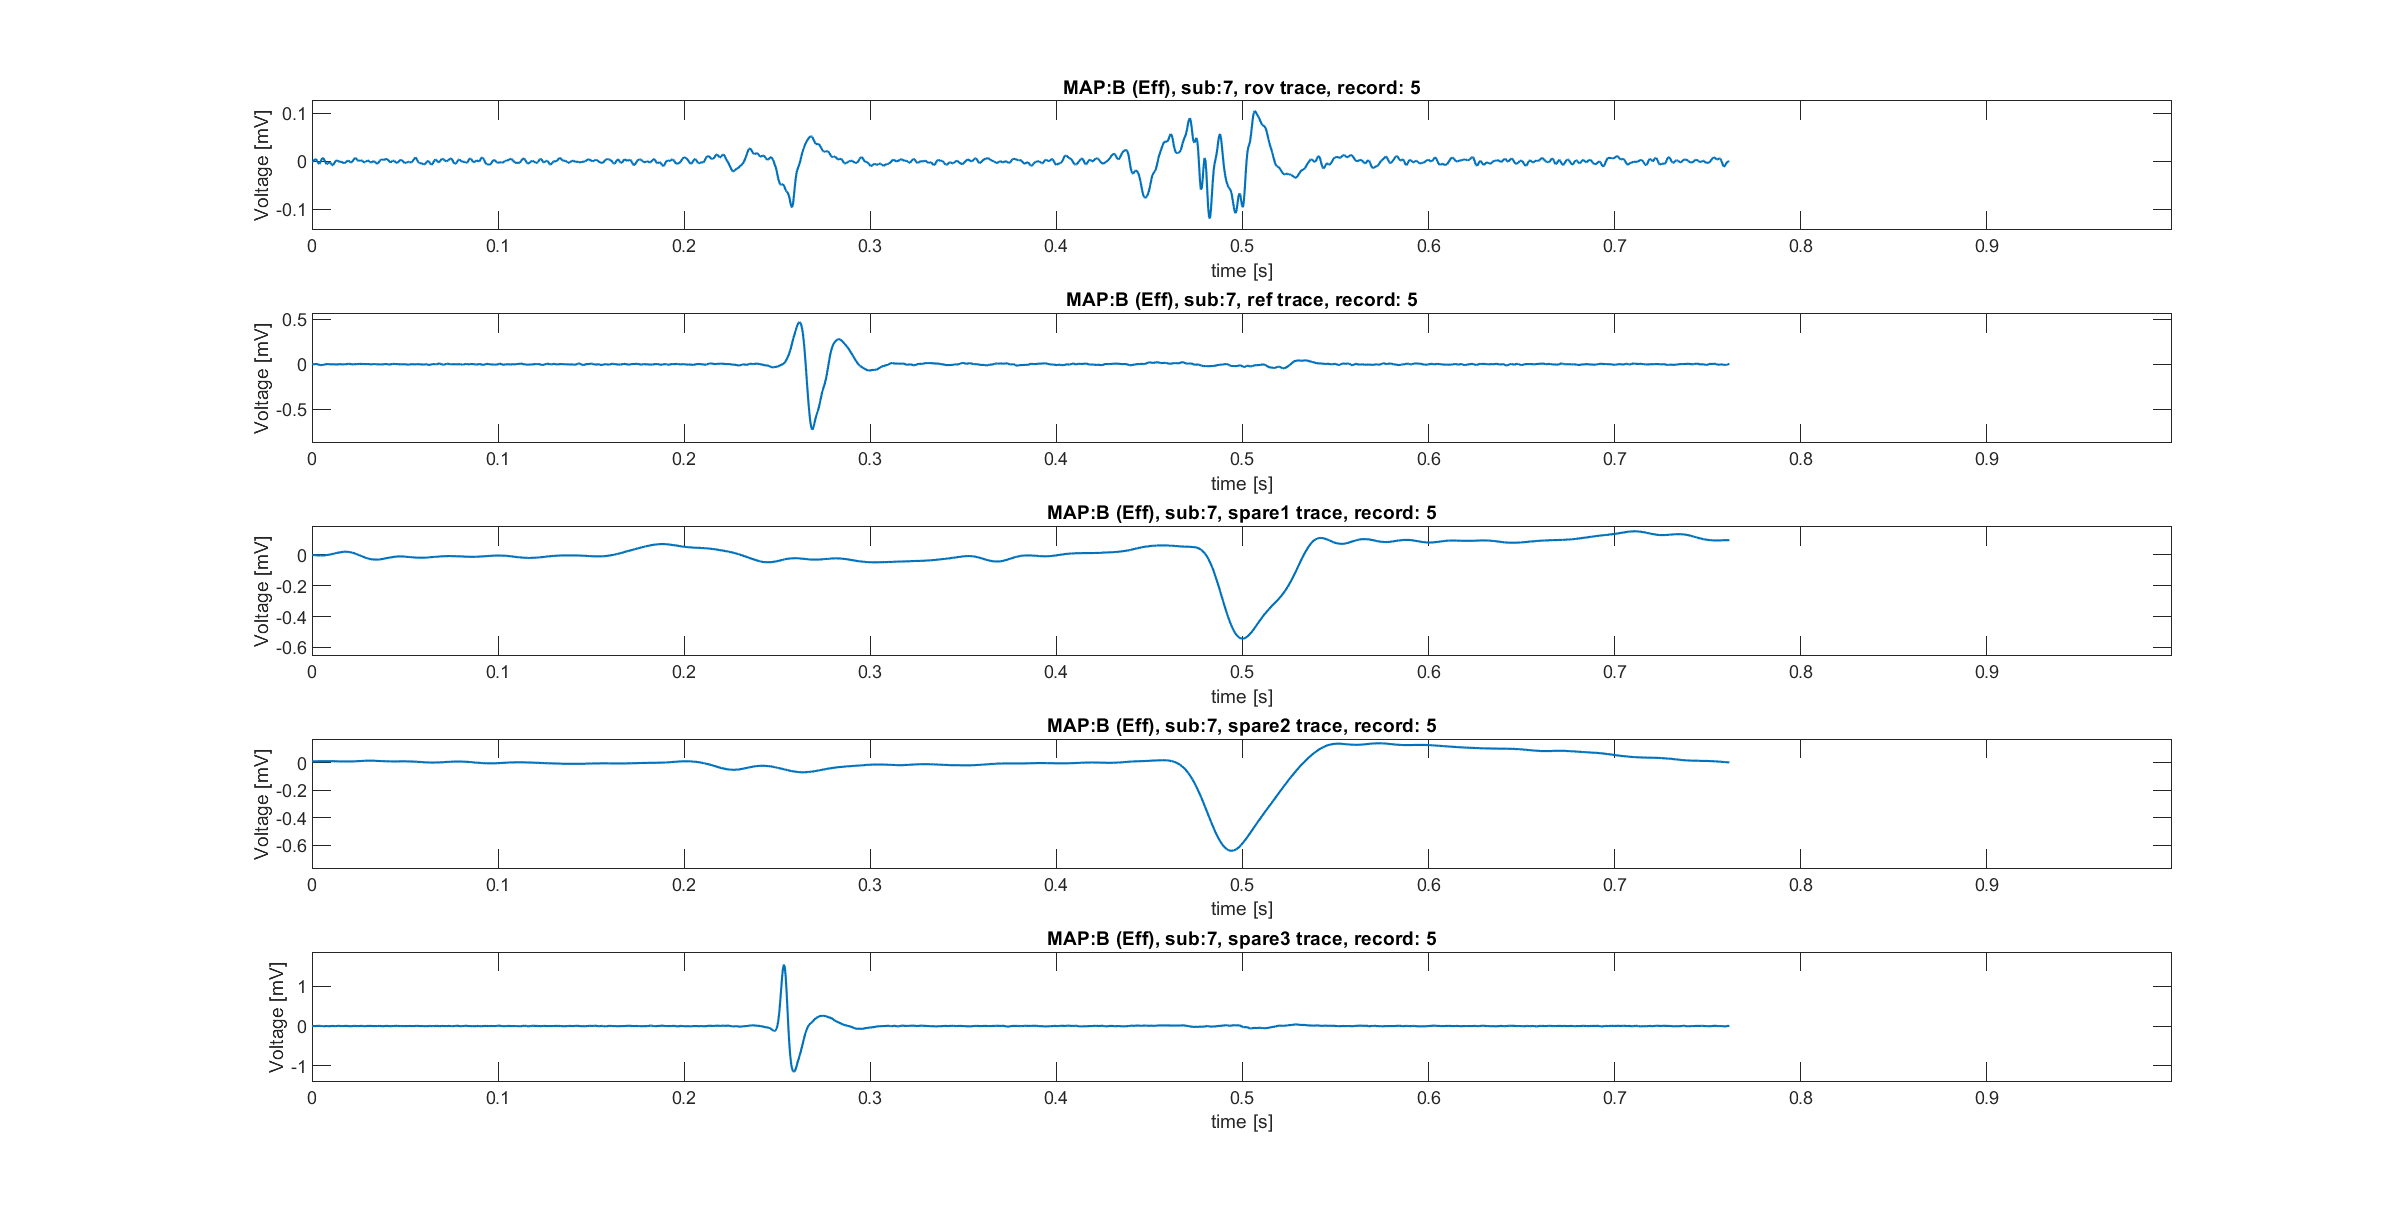 MAP:B (Eff), sub:7, rov trace, record: 5
0.1
0
-0.1
Voltage [mV]
0 0.1 0.2 0.3 0.4 0.5 0.6 0.7 0.8 0.9
time [s]
MAP:B (Eff), sub:7, ref trace, record: 5
0.5
0
-0.5
Voltage [mV]
0 0.1 0.2 0.3 0.4 0.5 0.6 0.7 0.8 0.9
time [s]
MAP:B (Eff), sub:7, spare1 trace, record: 5
0
-0.2
-0.4
-0.6
Voltage [mV]
0 0.1 0.2 0.3 0.4 0.5 0.6 0.7 0.8 0.9
time [s]
MAP:B (Eff), sub:7, spare2 trace, record: 5
0
-0.2
-0.4
-0.6
Voltage [mV]
0 0.1 0.2 0.3 0.4 0.5 0.6 0.7 0.8 0.9
time [s]
MAP:B (Eff), sub:7, spare3 trace, record: 5
1
0
-1
Voltage [mV]
0 0.1 0.2 0.3 0.4 0.5 0.6 0.7 0.8 0.9
time [s]